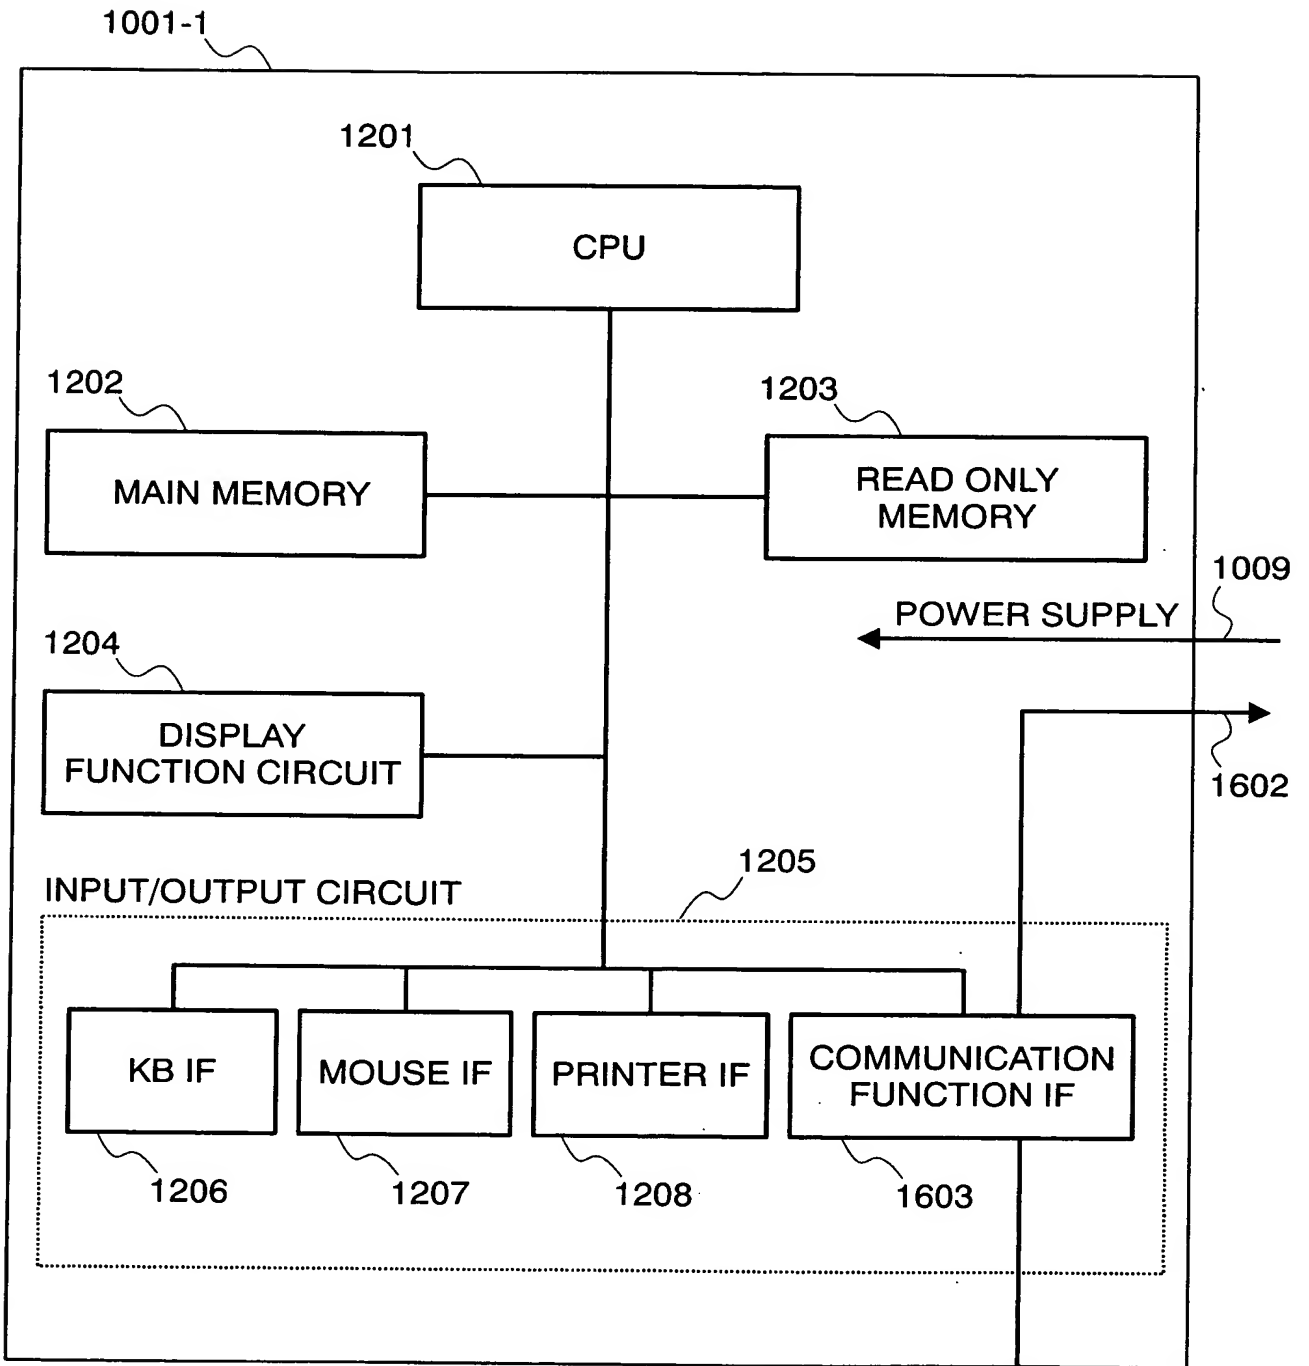 1001-1
1201
CPU
1202
1203
MAIN MEMORY
READ ONLY
MEMORY
1009
POWER SUPPLY
1204
DISPLAY
FUNCTION CIRCUIT
1602
1205
INPUT/OUTPUT CIRCUIT
KB IF
MOUSE IF
PRINTER IF
COMMUNICATION
FUNCTION IF
1206
1207
1208
1603